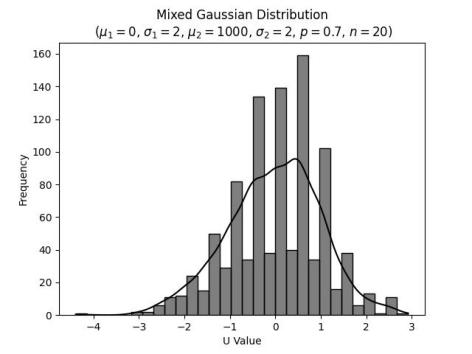 Mixed Gaussian Distribution
(μ₁ = 0, σ₁ = 2, μ₂ = 1000, σ₂ = 2, p = 0.7, n = 20)
160
140
120
100
80
60
40
20
0
Frequency
−4 −3 −2 −1 0 1 2 3
U Value